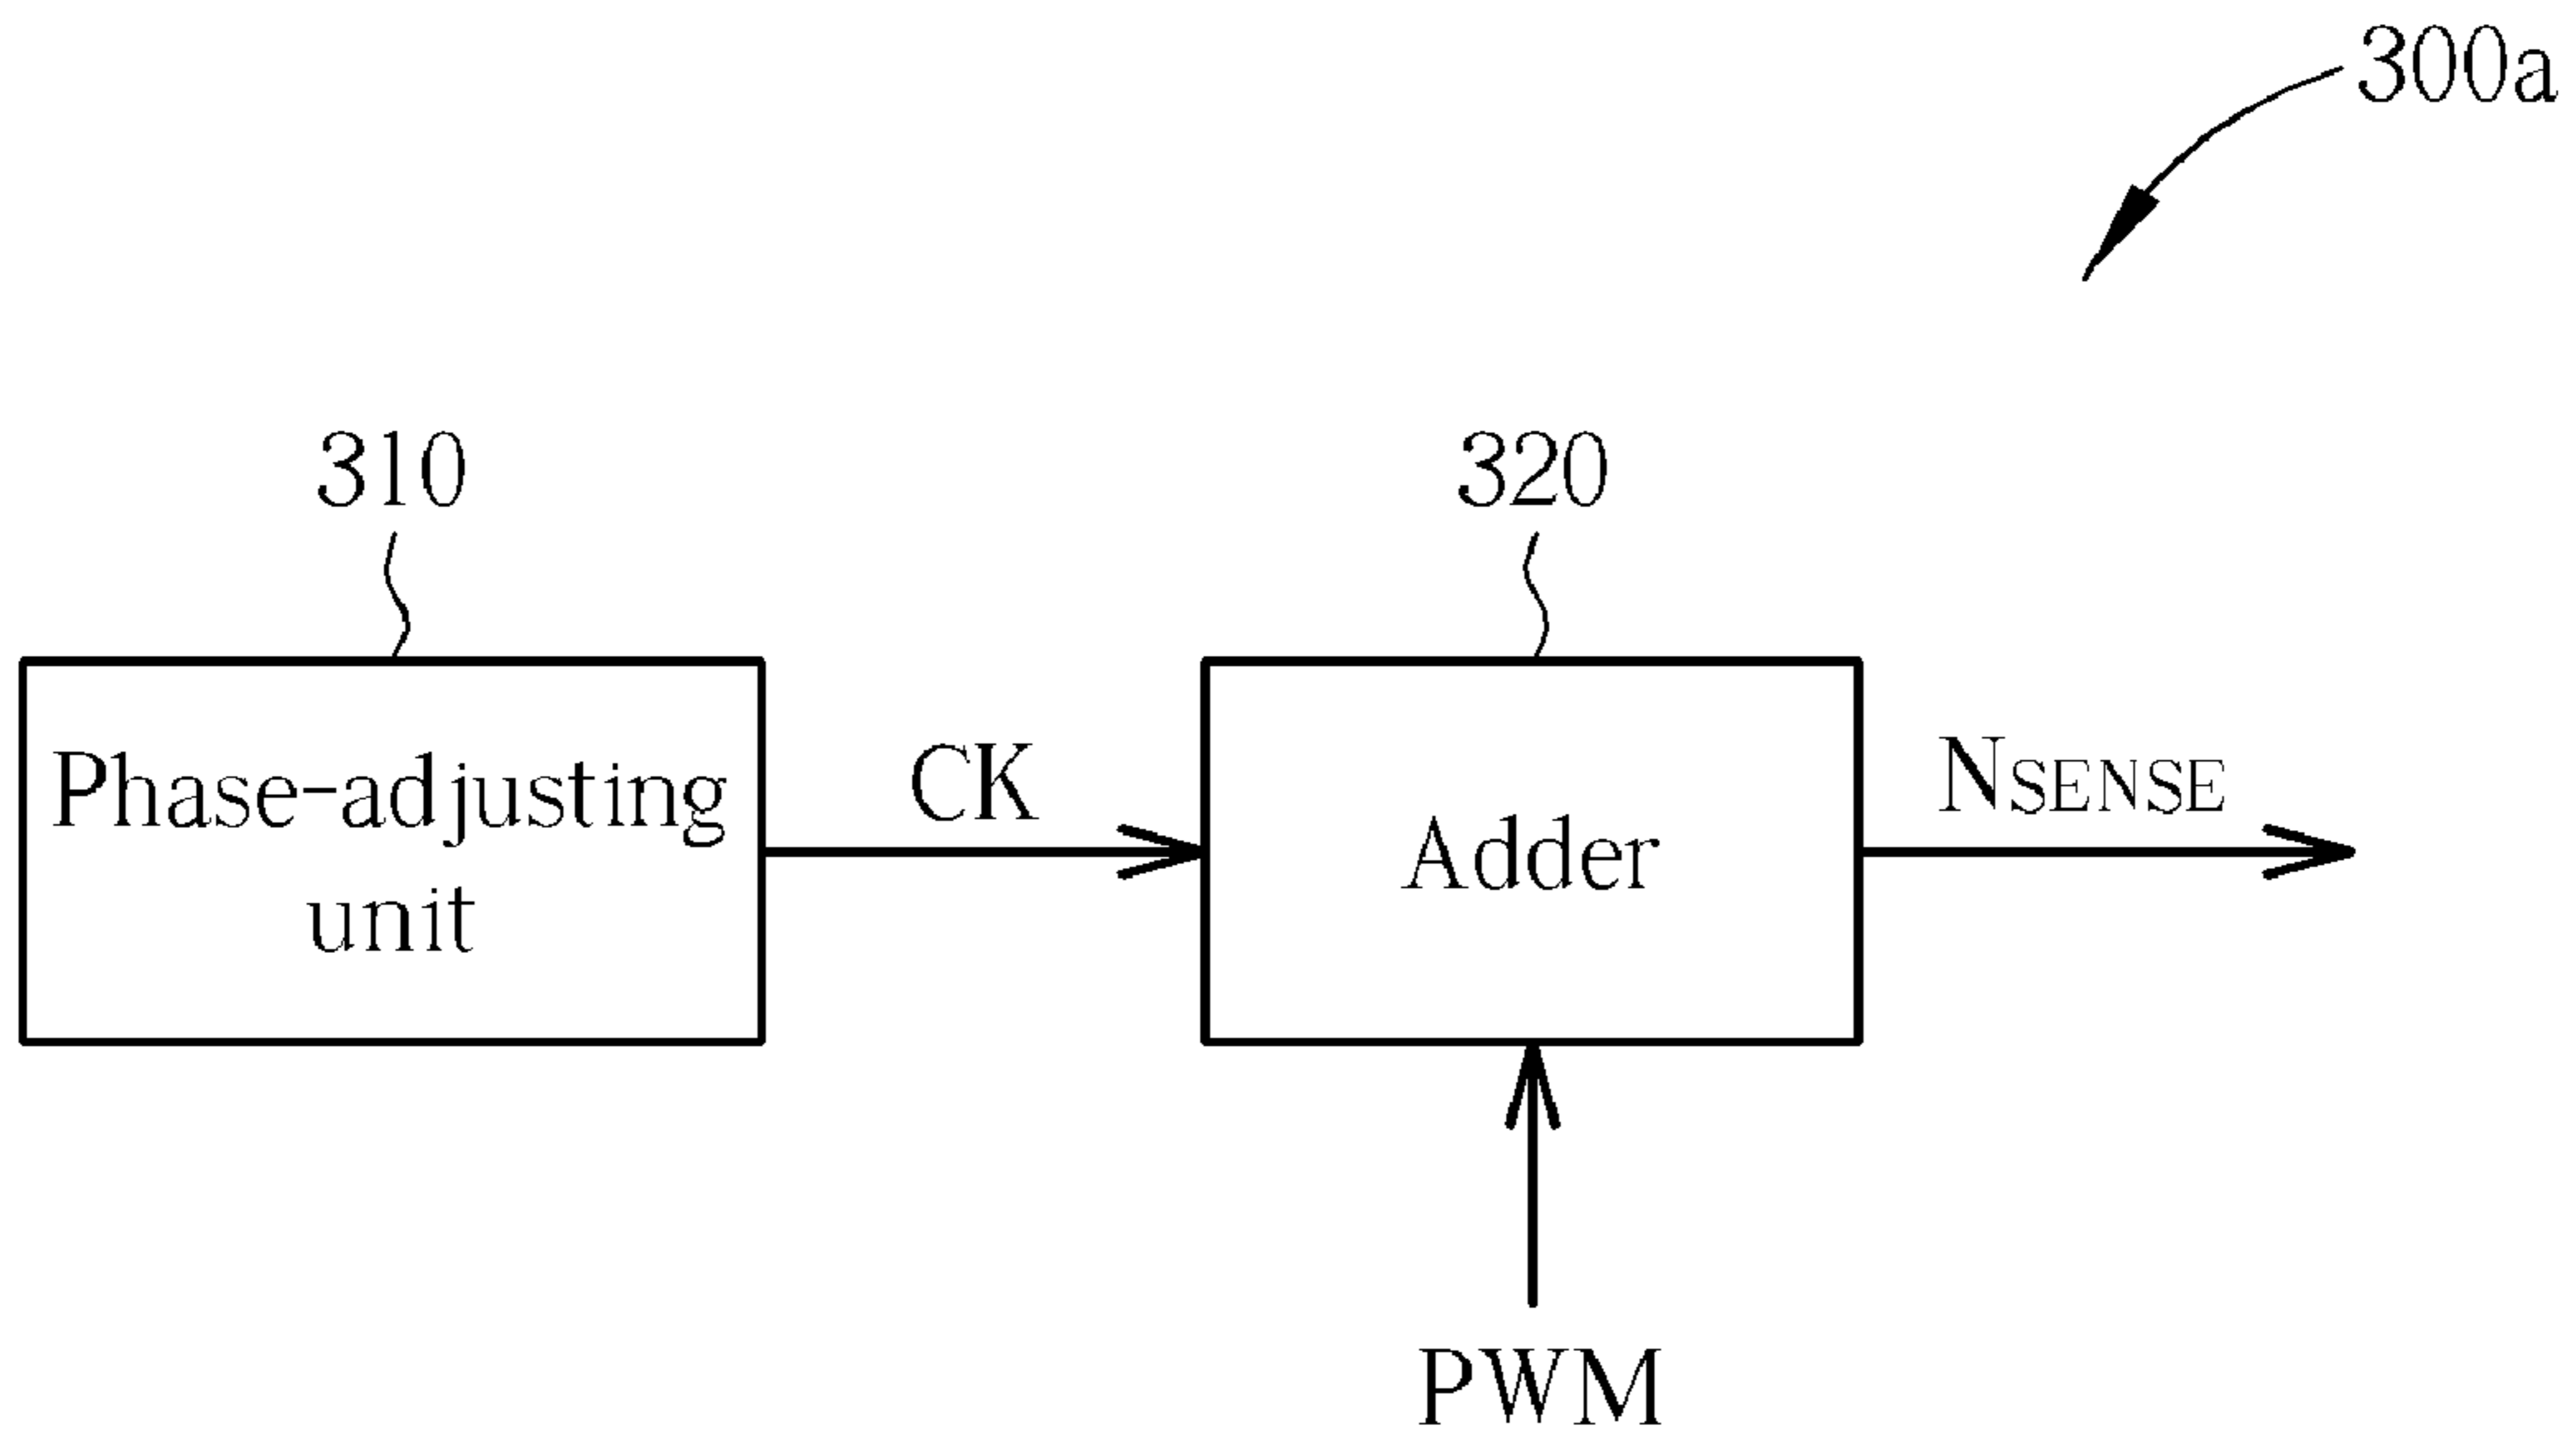 300a
310
320
Phase-adjusting
unit
CK
Adder
NSENSE
PWM